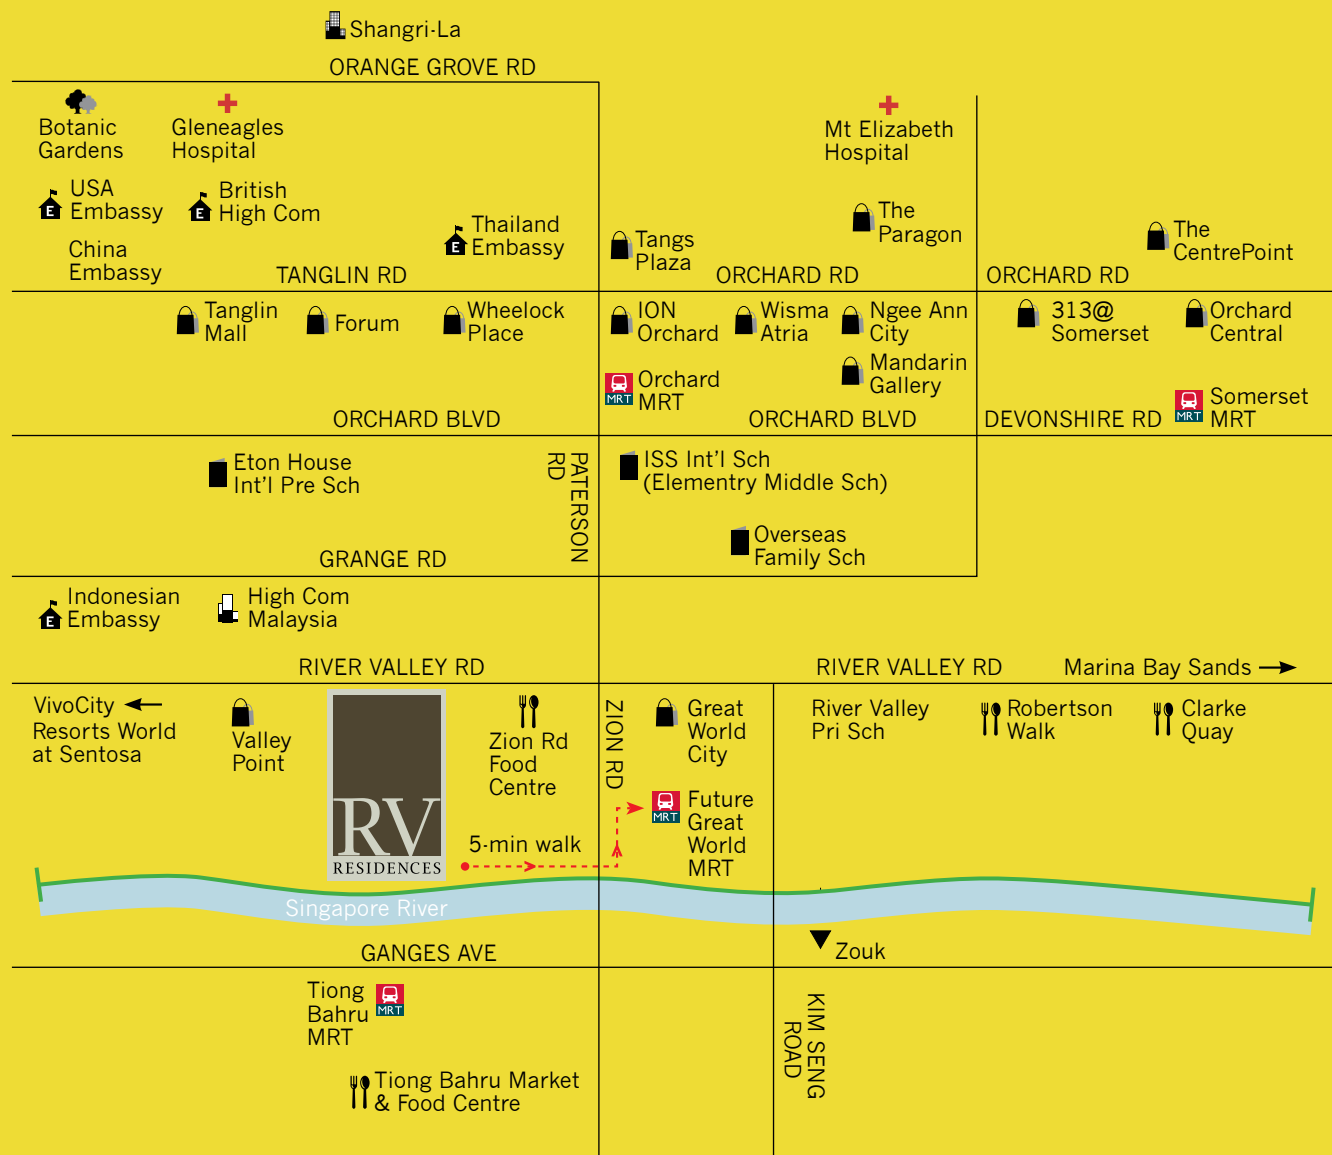 Shangri-La
ORANGE GROVE RD
Botanic
Gardens
Gleneagles
Hospital
Mt Elizabeth
Hospital
USA
Embassy
E
British
High Com
E
China
Embassy
Thailand
Embassy
E
Tangs
Plaza
The
Paragon
The
CentrePoint
TANGLIN RD
ORCHARD RD
ORCHARD RD
Tanglin
Mall
Forum
Wheelock
Place
ION
Orchard
Wisma
Atria
Ngee Ann
City
313@
Somerset
Orchard
Central
Mandarin
Gallery
Orchard
MRT
MRT
Somerset
MRT
MRT
ORCHARD BLVD
ORCHARD BLVD
DEVONSHIRE RD
Eton House
Int'l Pre Sch
PATERSON
RD
ISS Int'l Sch
(Elementry Middle Sch)
Overseas
Family Sch
GRANGE RD
Indonesian
Embassy
E
High Com
Malaysia
RIVER VALLEY RD
RIVER VALLEY RD
Marina Bay Sands
VivoCity
Resorts World
at Sentosa
Valley
Point
RV
RESIDENCES
Zion Rd
Food
Centre
ZION RD
Great
World
City
River Valley
Pri Sch
Robertson
Walk
Clarke
Quay
Future
Great
World
MRT
MRT
5-min walk
Singapore River
GANGES AVE
Zouk
Tiong
Bahru
MRT
MRT
KIM SENG
ROAD
Tiong Bahru Market
& Food Centre